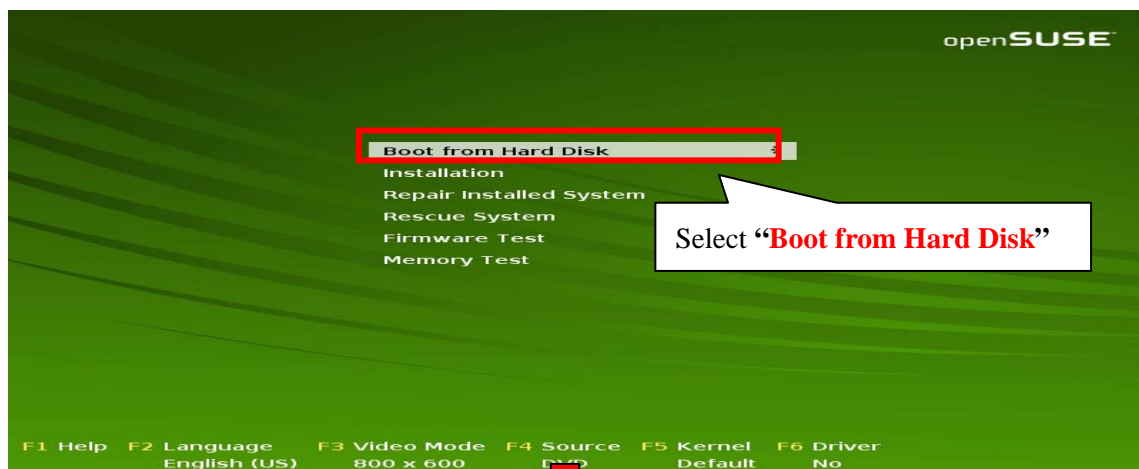 openSUSE
Boot from Hard Disk
Installation
Repair Installed System
Rescue System
Firmware Test
Memory Test
Select “Boot from Hard Disk”
F1 Help F2 Language F3 Video Mode F4 Source F5 Kernel F6 Driver
English (US) 800 x 600 DVD Default No